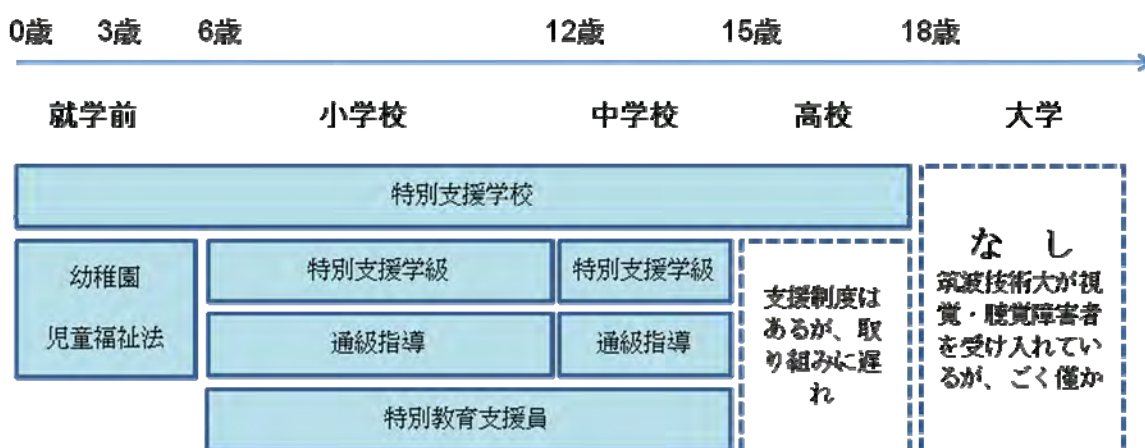 0歳 3歳 6歳 12歳 15歳 18歳
就学前 小学校 中学校 高校 大学
特別支援学校
幼稚園
児童福祉法
特別支援学級
特別支援学級
通級指導
通級指導
特別教育支援員
支援制度は
あるが、取
り組みに遅
れ
な し
筑波技術大が視
覚・聴覚障害者
を受け入れてい
るが、ごく僅か